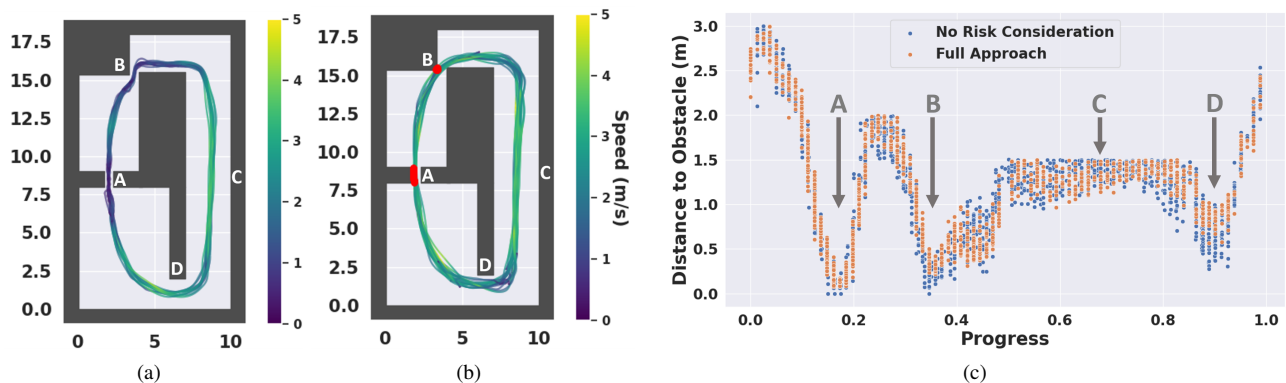 17.5
15.0
12.5
10.0
7.5
5.0
2.5
0.0
0 5 10
A
B
C
D
5
4
3
2
1
0
(a)
17.5
15.0
12.5
10.0
7.5
5.0
2.5
0.0
0 5 10
A
B
C
D
5
4
3
2
1
0
Speed (m/s)
(b)
Distance to Obstacle (m)
3.0
2.5
2.0
1.5
1.0
0.5
0.0
No Risk Consideration
Full Approach
A B C D
0.0 0.2 0.4 0.6 0.8 1.0
Progress
(c)